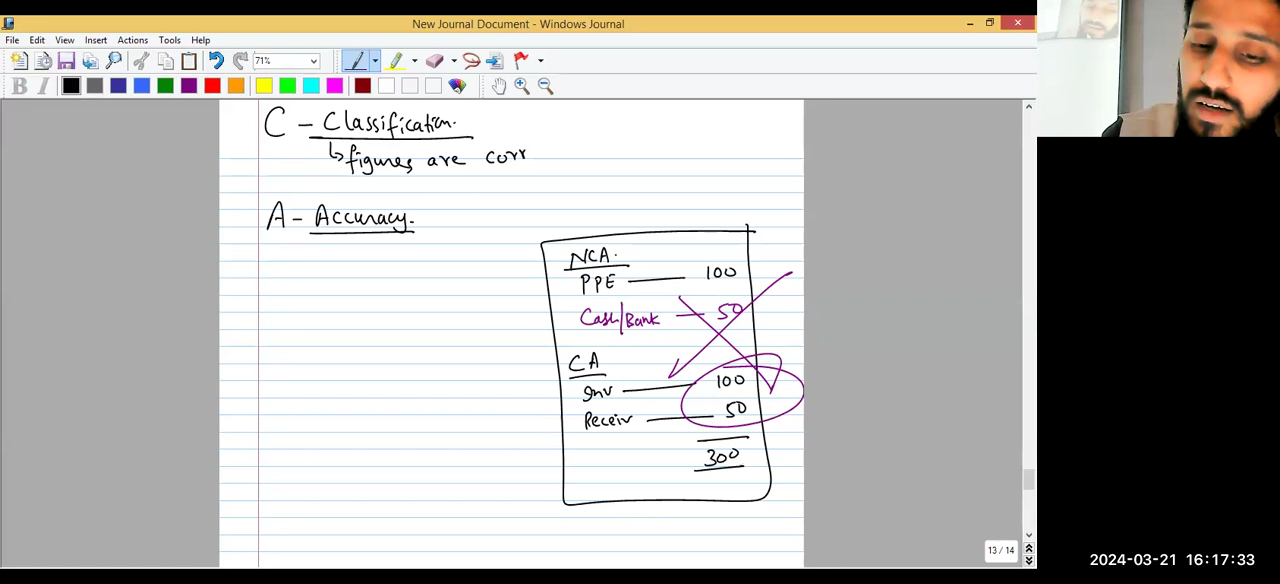 New Journal Document - Windows Journal
File Edit View Insert Actions Tools Help
71%
B I
C - Classification.
figures are corr
A - Accuracy.
NCA.
PPE 100
Cash/Bank 50
CA
Inv 100
Receiv 50
300
13 / 14
2024-03-21 16:17:33